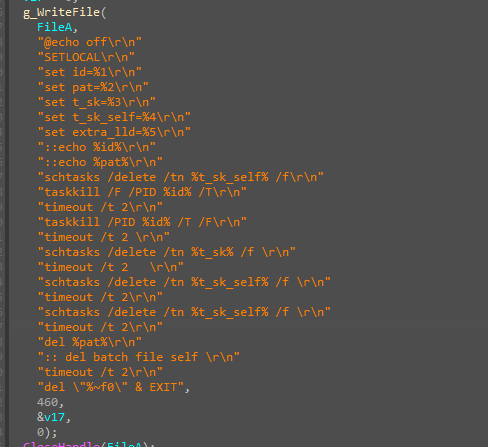 g_WriteFile(
FileA,
"@echo off\r\n"
"SETLOCAL\r\n"
"set id=%1\r\n"
"set pat=%2\r\n"
"set t_sk=%3\r\n"
"set t_sk_self=%4\r\n"
"set extra_lld=%5\r\n"
"::echo %id%\r\n"
"::echo %pat%\r\n"
"schtasks /delete /tn %t_sk_self% /f\r\n"
"taskkill /F /PID %id% /T\r\n"
"timeout /t 2\r\n"
"taskkill /PID %id% /T /F\r\n"
"timeout /t 2 \r\n"
"schtasks /delete /tn %t_sk% /f \r\n"
"timeout /t 2   \r\n"
"schtasks /delete /tn %t_sk_self% /f \r\n"
"timeout /t 2\r\n"
"schtasks /delete /tn %t_sk_self% /f \r\n"
"timeout /t 2\r\n"
"del %pat%\r\n"
":: del batch file self \r\n"
"timeout /t 2\r\n"
"del \"%~f0\" & EXIT",
460,
&v17,
0);
CloseHandle(FileA);